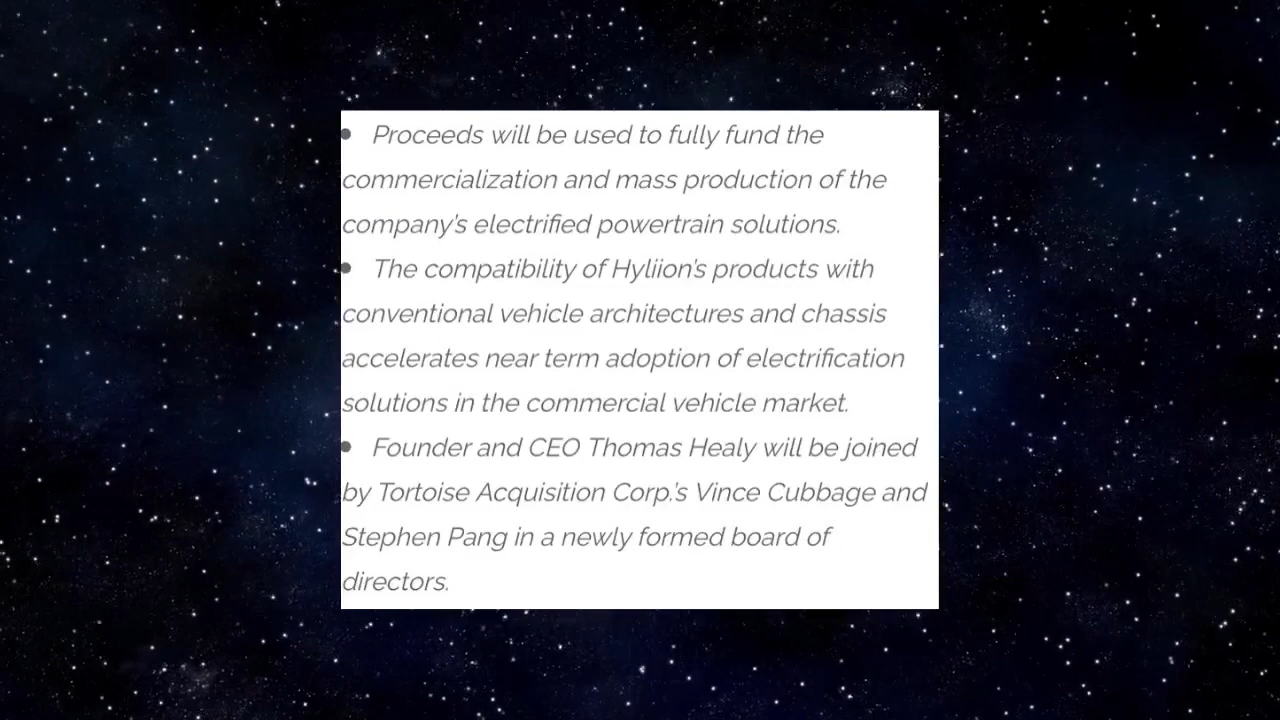 • Proceeds will be used to fully fund the
commercialization and mass production of the
company's electrified powertrain solutions.
• The compatibility of Hyliion's products with
conventional vehicle architectures and chassis
accelerates near term adoption of electrification
solutions in the commercial vehicle market.
• Founder and CEO Thomas Healy will be joined
by Tortoise Acquisition Corp.'s Vince Cubbage and
Stephen Pang in a newly formed board of
directors.